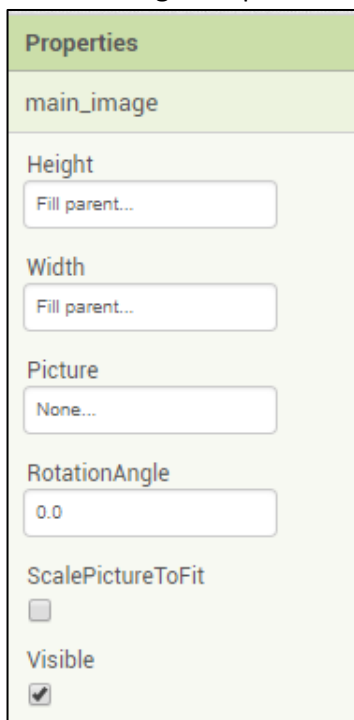 Properties
main_image
Height
Fill parent...
Width
Fill parent...
Picture
None...
RotationAngle
0.0
ScalePictureToFit
Visible